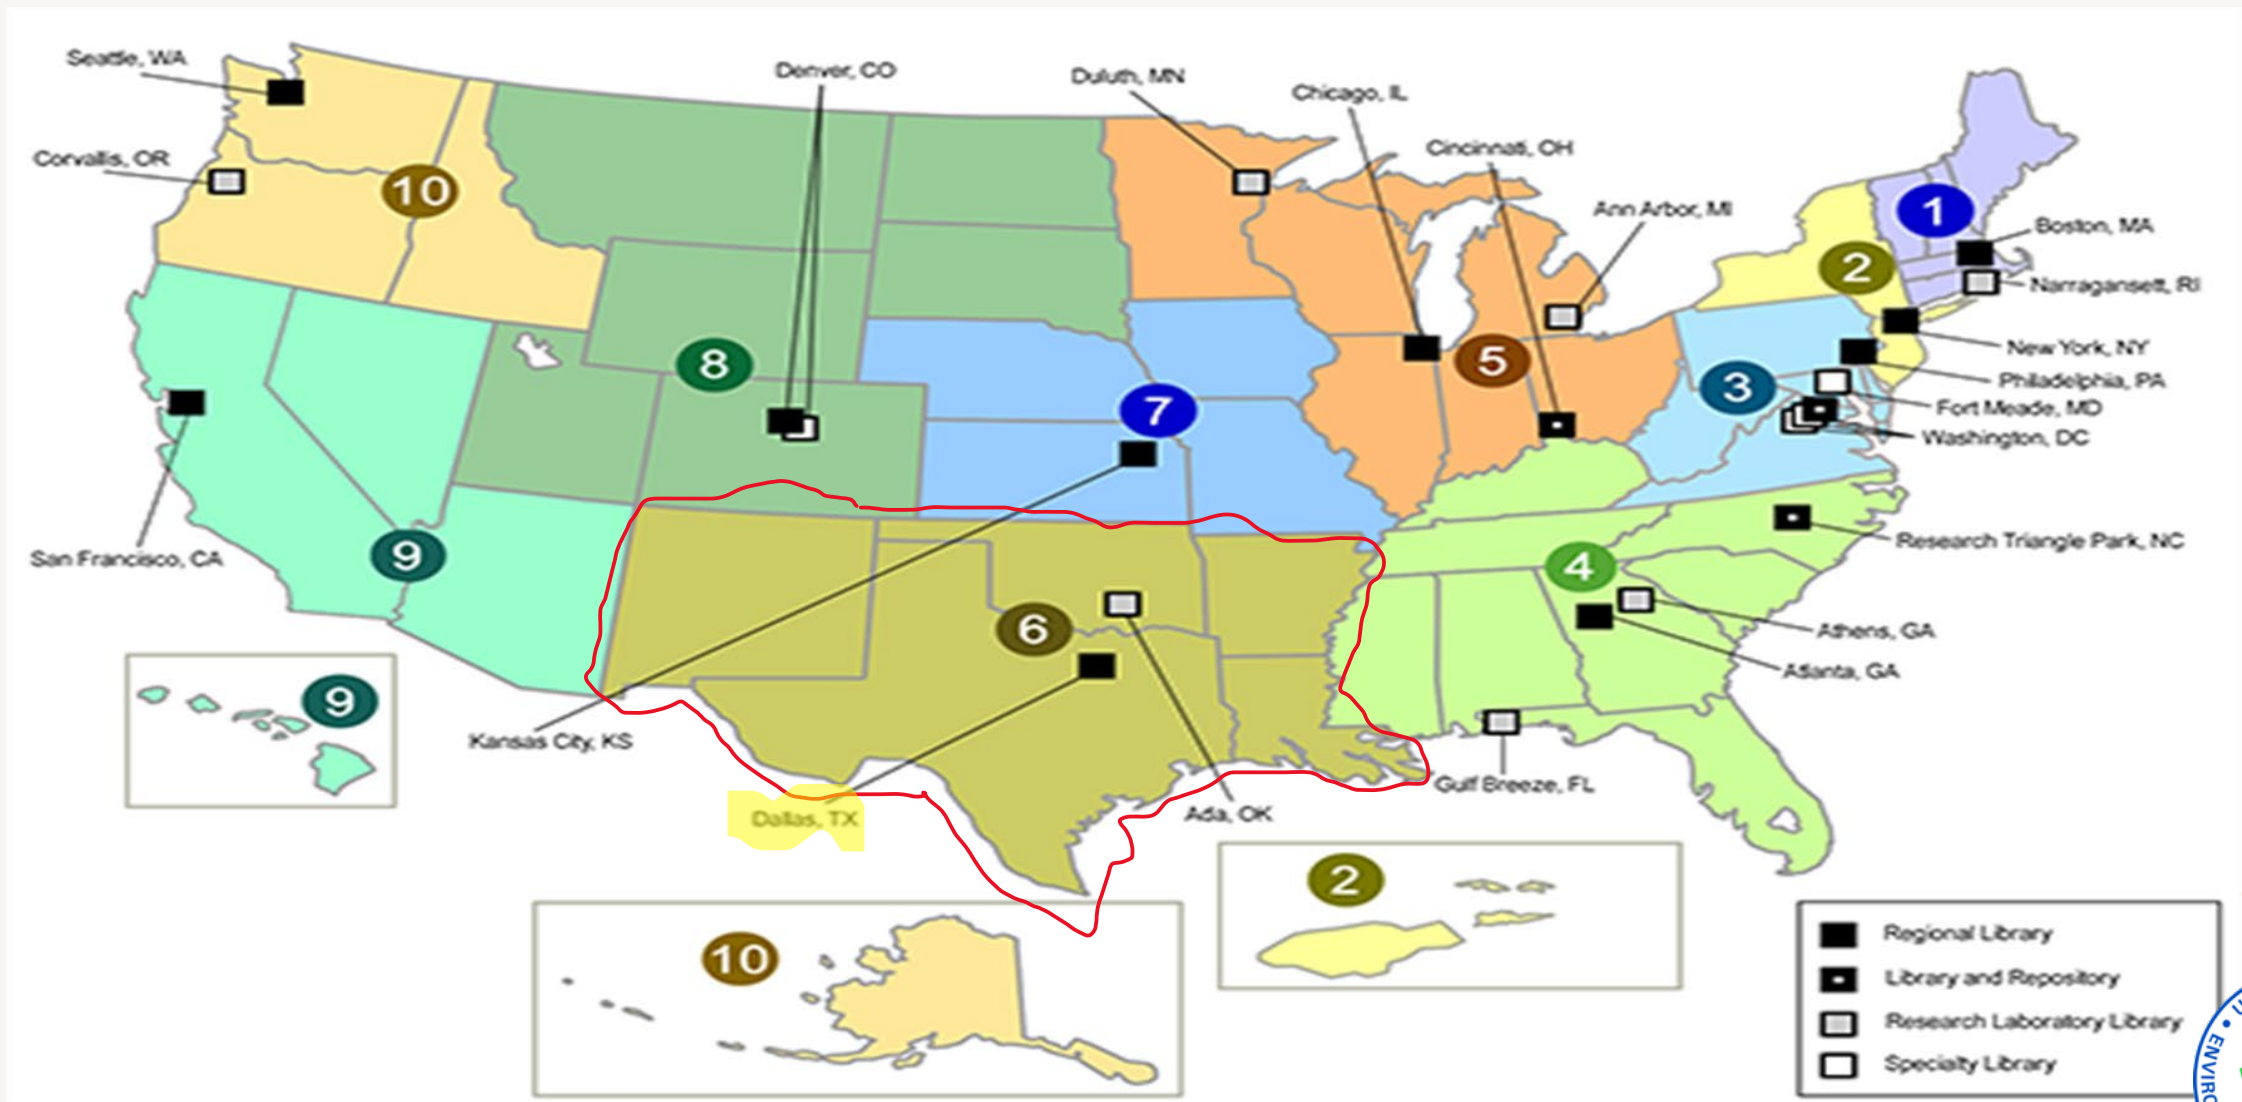 Seattle, WA
Denver, CO
Duluth, MN
Chicago, IL
Cincinnati, OH
Corvallis, OR
10
Ann Arbor, MI
1
Boston, MA
2
Narragansett, RI
8
5
3
New York, NY
Philadelphia, PA
7
Fort Meade, MD
Washington, DC
San Francisco, CA
9
4
Research Triangle Park, NC
6
Athens, GA
Atlanta, GA
9
Kansas City, KS
Dallas, TX
Ada, OK
Gulf Breeze, FL
2
10
Regional Library
Library and Repository
Research Laboratory Library
Specialty Library
ENVIRO